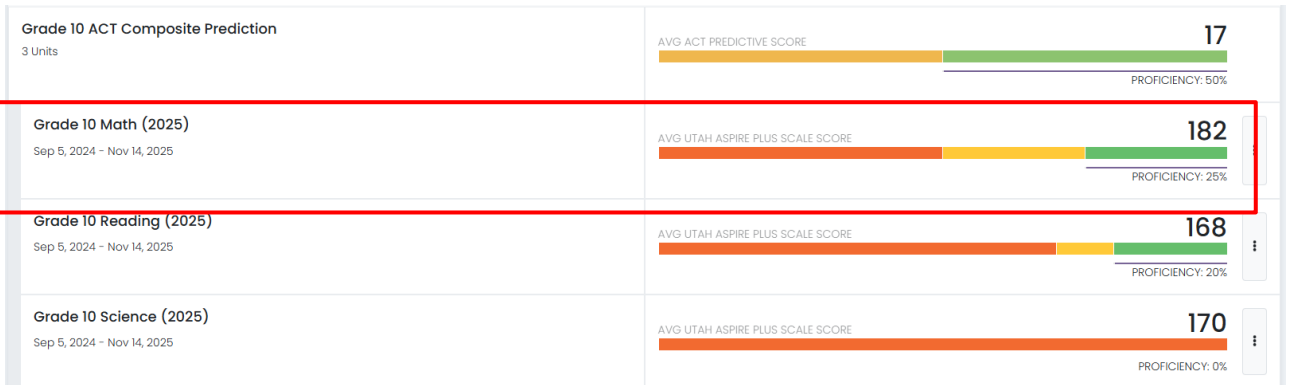 Grade 10 ACT Composite Prediction
3 Units
AVG ACT PREDICTIVE SCORE
17
PROFICIENCY: 50%
Grade 10 Math (2025)
Sep 5, 2024 - Nov 14, 2025
AVG UTAH ASPIRE PLUS SCALE SCORE
182
PROFICIENCY: 25%
Grade 10 Reading (2025)
Sep 5, 2024 - Nov 14, 2025
AVG UTAH ASPIRE PLUS SCALE SCORE
168
PROFICIENCY: 20%
Grade 10 Science (2025)
Sep 5, 2024 - Nov 14, 2025
AVG UTAH ASPIRE PLUS SCALE SCORE
170
PROFICIENCY: 0%